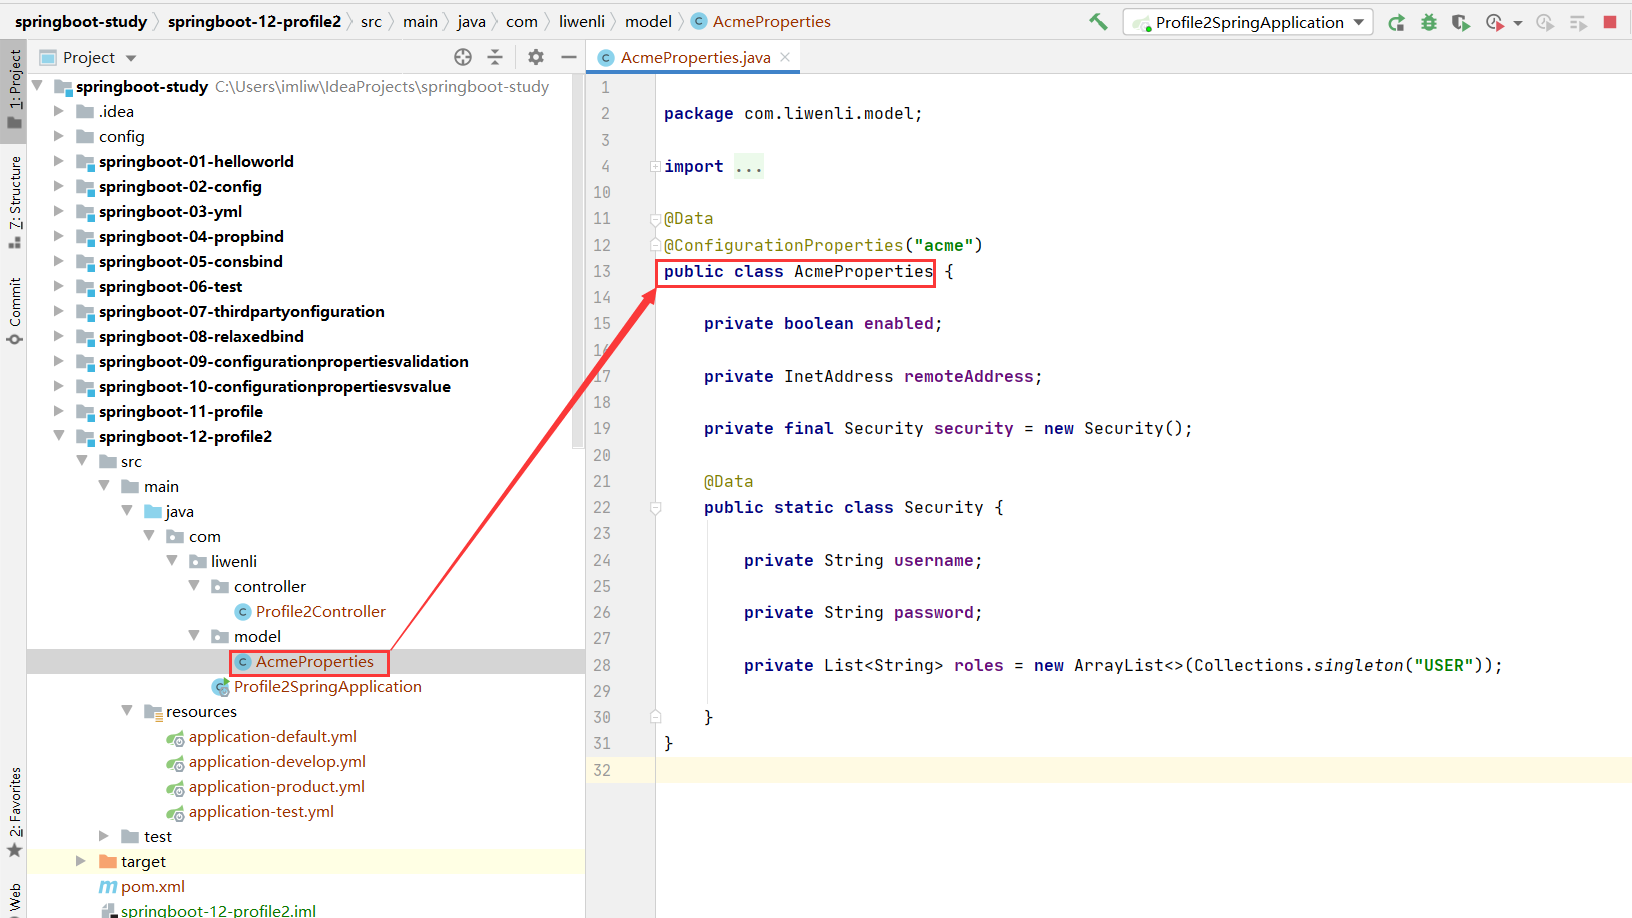 springboot-study springboot-12-profile2 src main java com liwenli model AcmeProperties
Profile2SpringApplication
1: Project
7: Structure
Commit
2: Favorites
Web
Project
springboot-study C:\Users\imliw\IdeaProjects\springboot-study
.idea
config
springboot-01-helloworld
springboot-02-config
springboot-03-yml
springboot-04-propbind
springboot-05-consbind
springboot-06-test
springboot-07-thirdpartyonfiguration
springboot-08-relaxedbind
springboot-09-configurationpropertiesvalidation
springboot-10-configurationpropertiesvsvalue
springboot-11-profile
springboot-12-profile2
src
main
java
com
liwenli
controller
Profile2Controller
model
AcmeProperties
Profile2SpringApplication
resources
application-default.yml
application-develop.yml
application-product.yml
application-test.yml
test
target
pom.xml
springboot-12-profile2.iml
AcmeProperties.java
1
2 package com.liwenli.model;
3
4 import ...
10
11 @Data
12 @ConfigurationProperties("acme")
13 public class AcmeProperties {
14
15 private boolean enabled;
16
17 private InetAddress remoteAddress;
18
19 private final Security security = new Security();
20
21 @Data
22 public static class Security {
23
24 private String username;
25
26 private String password;
27
28 private List<String> roles = new ArrayList<>(Collections.singleton("USER"));
29
30 }
31 }
32